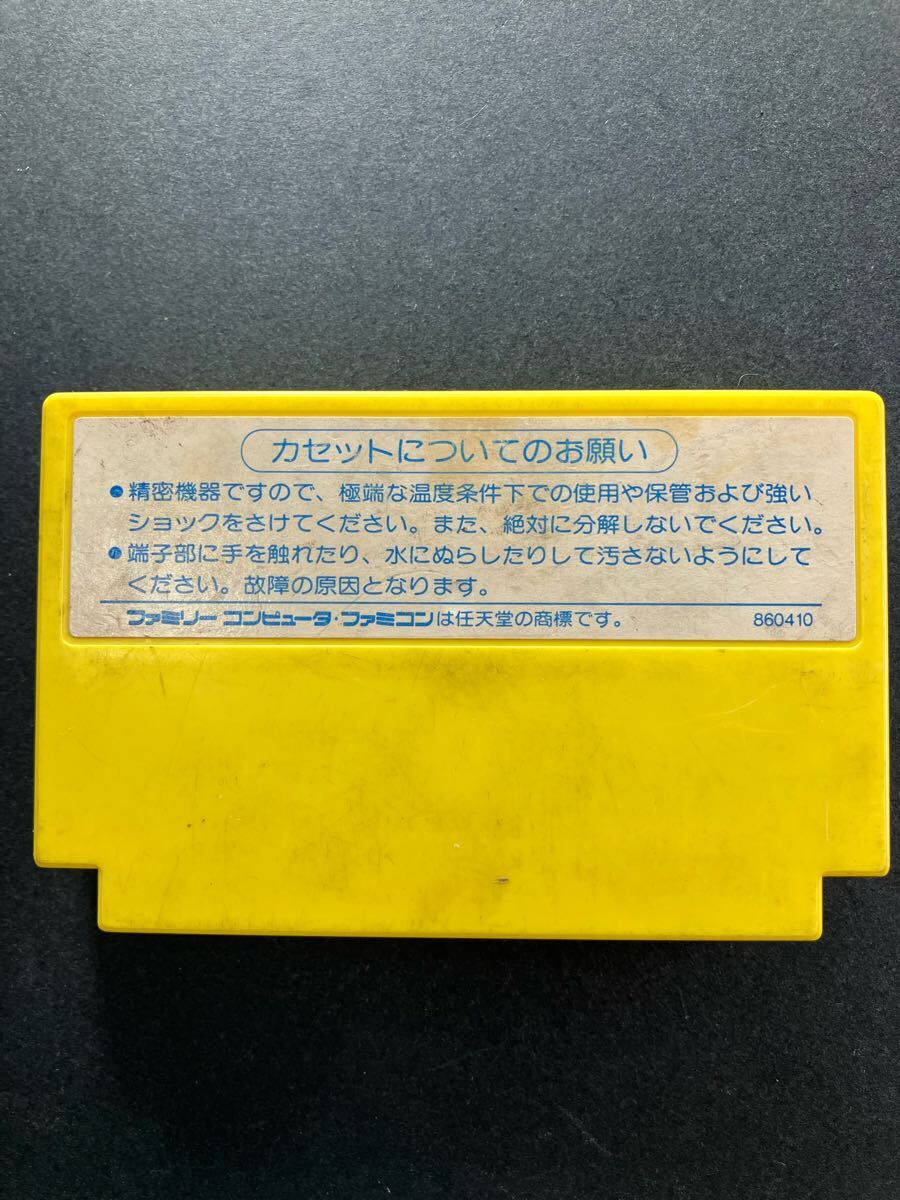 カセットについてのお願い
●精密機器ですので、極端な温度条件下での使用や保管および強い
ショックをさけてください。また、絶対に分解しないでください。
●端子部に手を触れたり、水にぬらしたりして汚さないようにして
ください。故障の原因となります。
ファミリー コンピュータ・ファミコンは任天堂の商標です。 860410